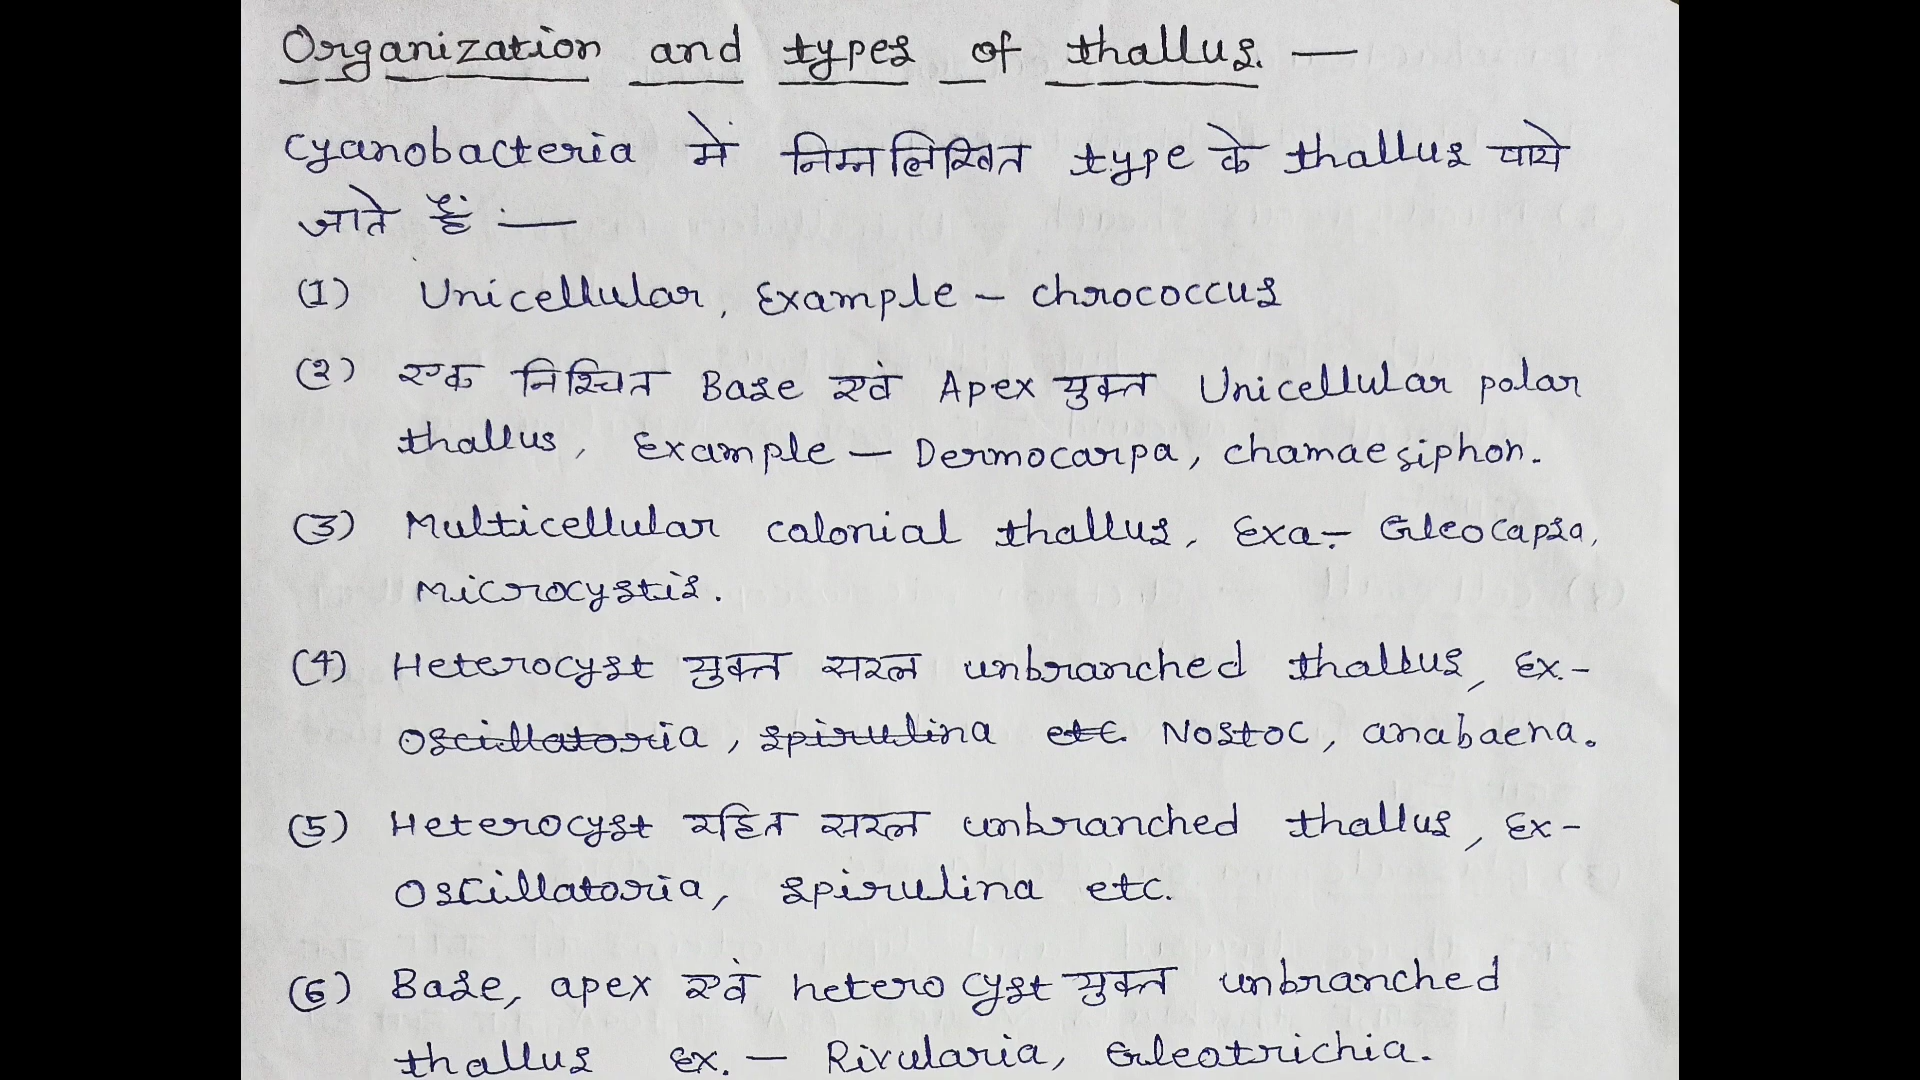 Organization and types of thallus. —
Cyanobacteria में निम्नलिखित type के thallus पाये
जाते हैं :—
(1) Unicellular, Example - chrococcus
(2) एक निश्चित Base एवं Apex युक्त Unicellular polar
thallus, Example — Dermocarpa, chamaesiphon.
(3) Multicellular colonial thallus, Exa:- Gleocapsa,
Microcystis.
(4) Heterocyst युक्त सरल unbranched thallus, Ex.-
Oscillatoria, spirulina etc. Nostoc, anabaena.
(5) Heterocyst रहित सरल unbranched thallus, Ex-
Oscillatoria, spirulina etc.
(6) Base, apex एवं heterocyst युक्त unbranched
thallus Ex. — Rivularia, Gleotrichia.